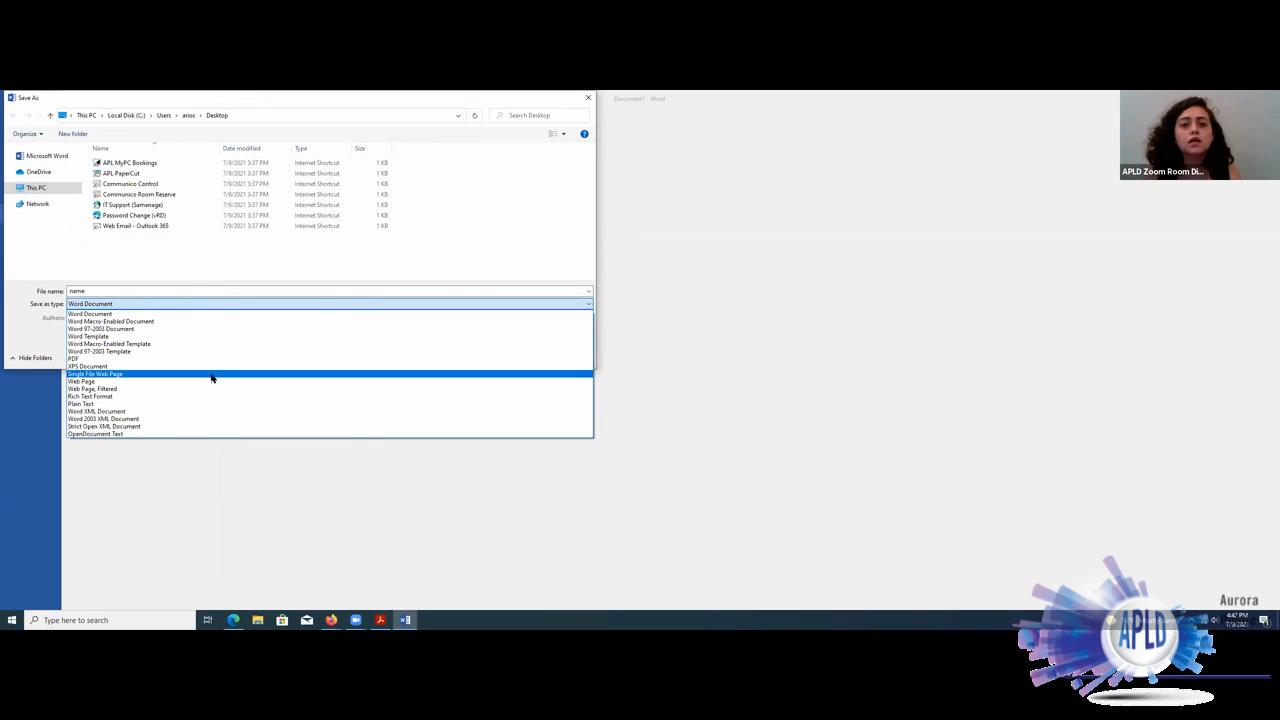 Save As
Document1 - Word
This PC > Local Disk (C:) > Users > arios > Desktop
Search Desktop
Organize
New folder
Name
Date modified
Type
Size
Microsoft Word
OneDrive
This PC
Network
APL MyPC Bookings 7/9/2021 3:37 PM Internet Shortcut 1 KB
APL PaperCut 7/9/2021 3:37 PM Internet Shortcut 1 KB
Communico Control 7/9/2021 3:37 PM Internet Shortcut 1 KB
Communico Room Reserve 7/9/2021 3:37 PM Internet Shortcut 1 KB
IT Support (Samanage) 7/9/2021 3:37 PM Internet Shortcut 1 KB
Password Change (vRD) 7/9/2021 3:37 PM Internet Shortcut 1 KB
Web Email - Outlook 365 7/9/2021 3:37 PM Internet Shortcut 1 KB
APLD Zoom Room Di...
File name: name
Save as type: Word Document
Authors:
Word Document
Word Macro-Enabled Document
Word 97-2003 Document
Word Template
Word Macro-Enabled Template
Word 97-2003 Template
PDF
XPS Document
Single File Web Page
Web Page
Web Page, Filtered
Rich Text Format
Plain Text
Word XML Document
Word 2003 XML Document
Strict Open XML Document
OpenDocument Text
Hide Folders
Type here to search
Aurora
4:42 PM
APLD